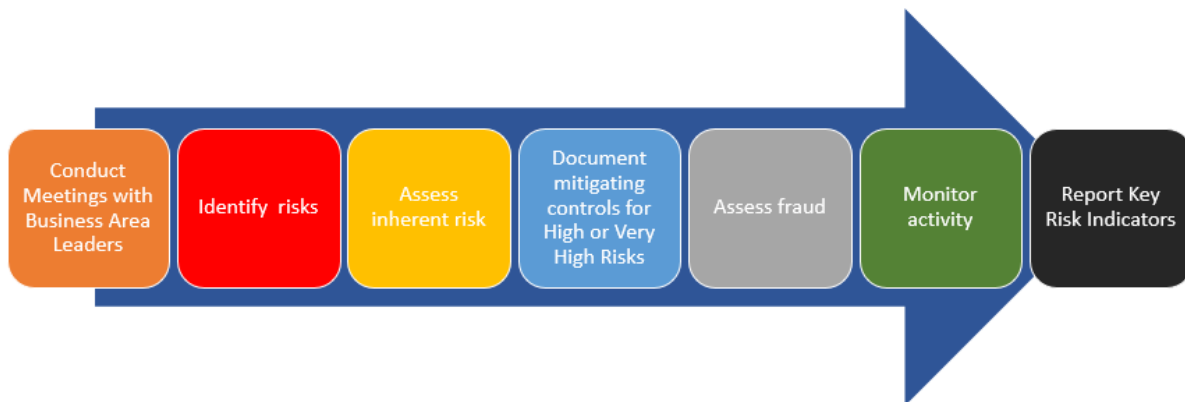 Conduct
Meetings with
Business Area
Leaders
Identify risks
Assess
inherent risk
Document
mitigating
controls for
High or Very
High Risks
Assess fraud
Monitor
activity
Report Key
Risk Indicators